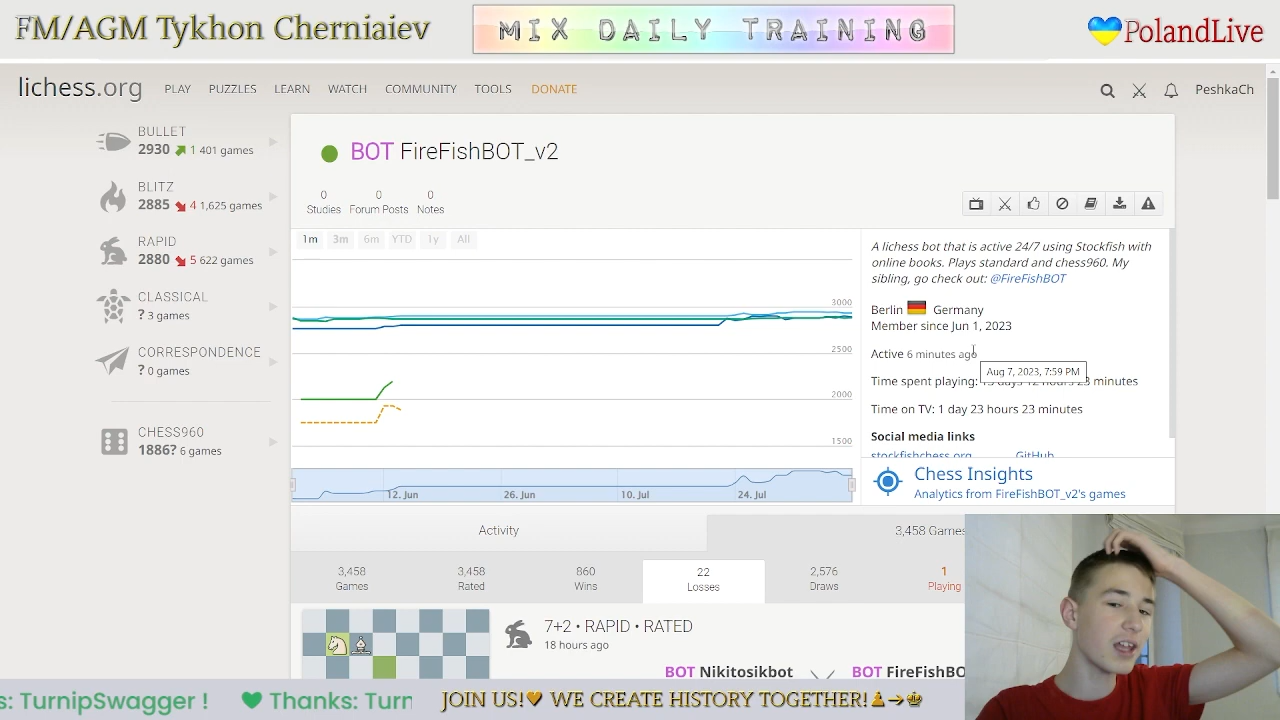 FM/AGM Tykhon Cherniaiev
MIX DAILY TRAINING
PolandLive
lichess.org PLAY PUZZLES LEARN WATCH COMMUNITY TOOLS DONATE PeshkaCh
BULLET
2930 1 401 games
BLITZ
2885 4 1,625 games
RAPID
2880 5 622 games
CLASSICAL
? 3 games
CORRESPONDENCE
? 0 games
CHESS960
1886? 6 games
BOT FireFishBOT_v2
0 0 0
Studies Forum Posts Notes
1m 3m 6m YTD 1y All
3000
2500
2000
1500
12. Jun 26. Jun 10. Jul 24. Jul
A lichess bot that is active 24/7 using Stockfish with
online books. Plays standard and chess960. My
sibling, go check out: @FireFishBOT
Berlin Germany
Member since Jun 1, 2023
Active 6 minutes ago
Aug 7, 2023, 7:59 PM
Time spent playing: minutes
Time on TV: 1 day 23 hours 23 minutes
Social media links
stockfishchess.org GitHub
Chess Insights
Analytics from FireFishBOT_v2's games
Activity 3,458 Games
3,458 3,458 860 22 2,576 1
Games Rated Wins Losses Draws Playing
7+2 • RAPID • RATED
18 hours ago
BOT Nikitosikbot BOT FireFishBO
s: TurnipSwagger ! Thanks: Turn
JOIN US! WE CREATE HISTORY TOGETHER!